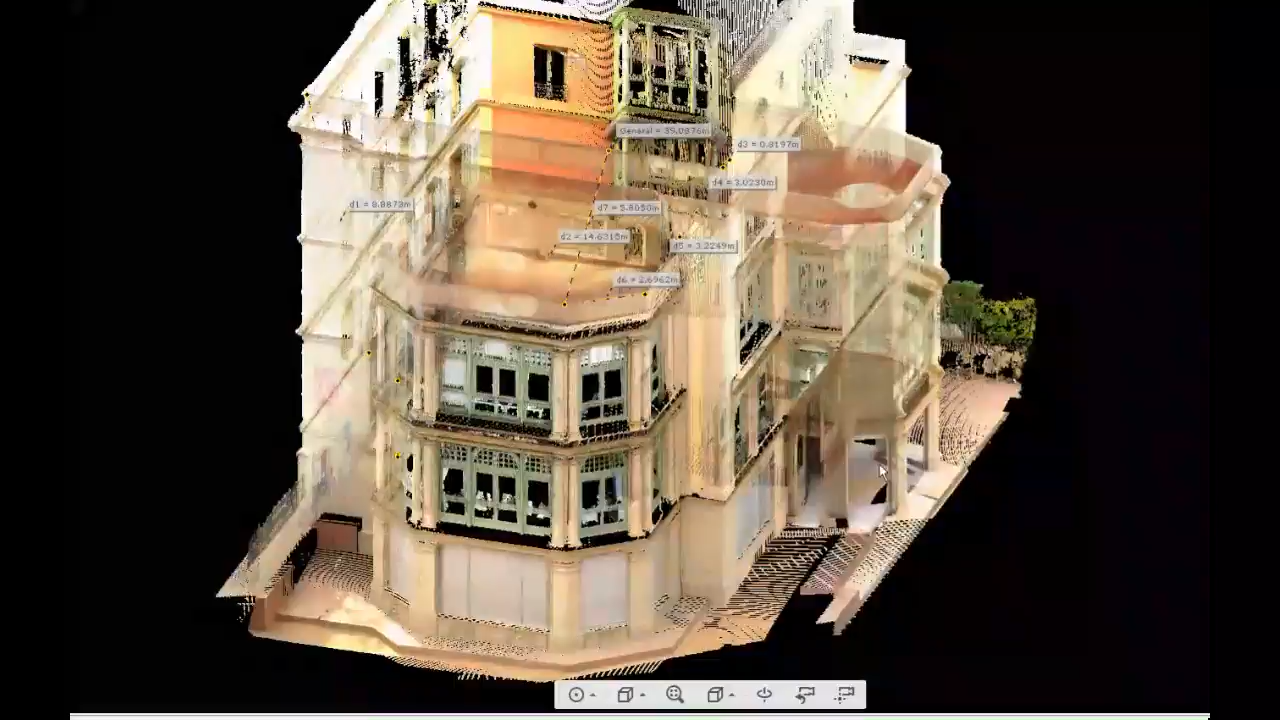 General = 35.0876m
d3 = 0.8197m
d4 = 3.0230m
d1 = 8.8873m
d7 = 5.8050m
d2 = 14.6315m
d5 = 3.2249m
d6 = 2.6962m